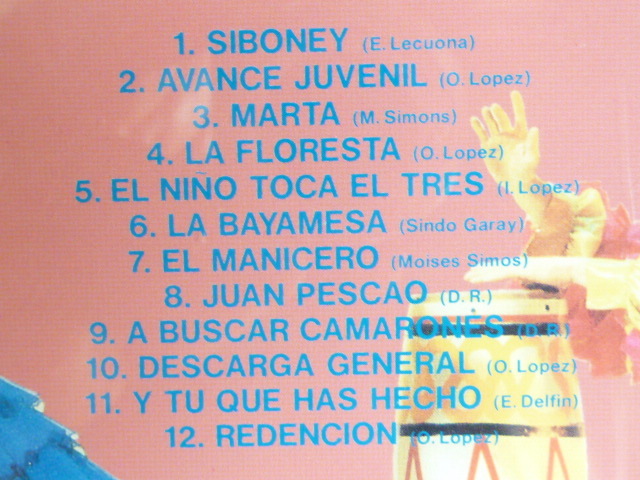 1. SIBONEY (E. Lecuona)
2. AVANCE JUVENIL (O. Lopez)
3. MARTA (M. Simons)
4. LA FLORESTA (O. Lopez)
5. EL NIÑO TOCA EL TRES (I. Lopez)
6. LA BAYAMESA (Sindo Garay)
7. EL MANICERO (Moises Simos)
8. JUAN PESCAO (D. R.)
9. A BUSCAR CAMARONES (D. R.)
10. DESCARGA GENERAL (O. Lopez)
11. Y TU QUE HAS HECHO (E. Delfin)
12. REDENCION (O. Lopez)